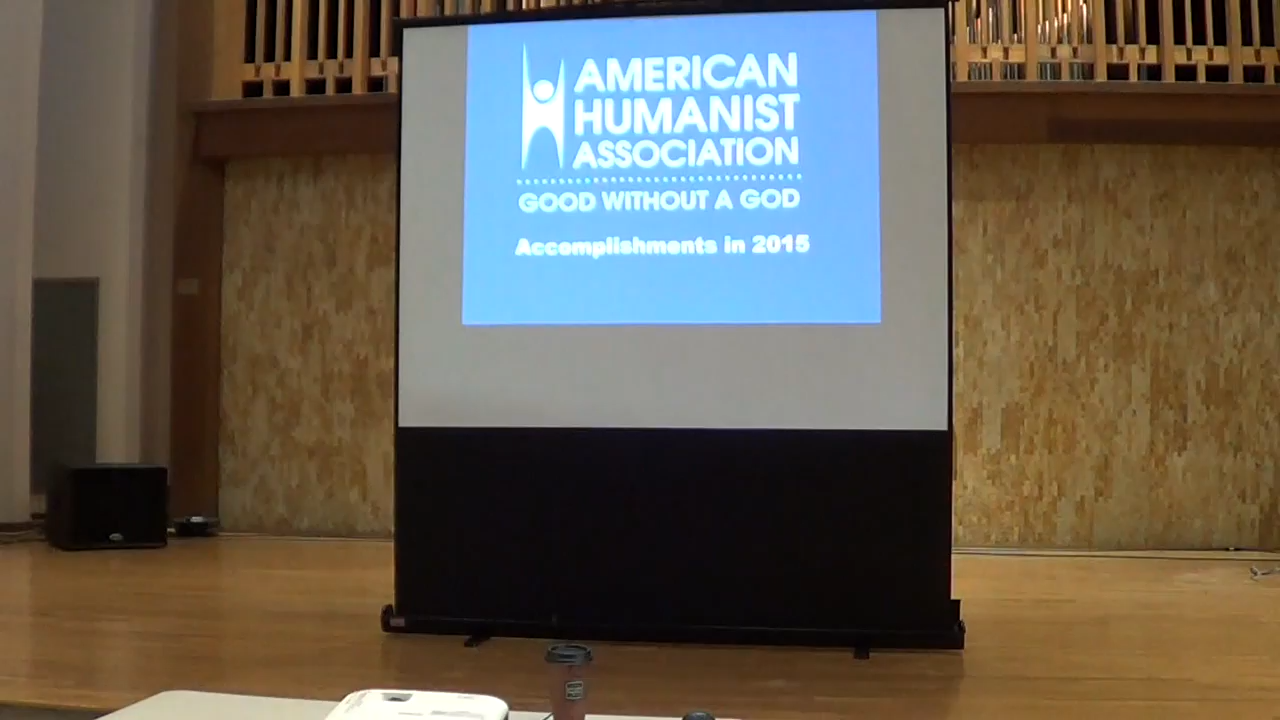 AMERICAN
HUMANIST
ASSOCIATION
GOOD WITHOUT A GOD
Accomplishments in 2015